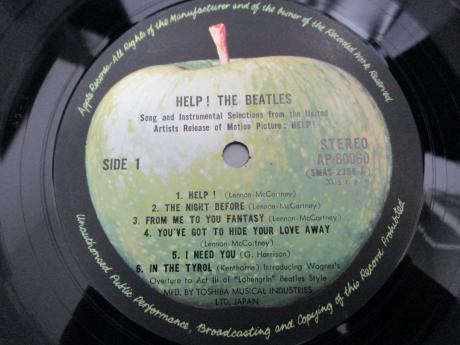 Apple Records-All Rights of the Manufacturer and of the Owner of the Recorded Work Reserved
HELP! THE BEATLES
Song and Instrumental Selections from the United
Artists Release of Motion Picture: HELP!
SIDE 1
STEREO
AP-80060
(SMAS 2386-A)
33⅓ r.p.m.
1. HELP! (Lennon-McCartney)
2. THE NIGHT BEFORE (Lennon-McCartney)
3. FROM ME TO YOU FANTASY (Lennon-McCartney)
4. YOU'VE GOT TO HIDE YOUR LOVE AWAY
(Lennon-McCartney)
5. I NEED YOU (G. Harrison)
6. IN THE TYROL (Kenthorne) Introducing Wagner's
Overture to Act III of "Lohengrin" Beatles Style
MFD. BY TOSHIBA MUSICAL INDUSTRIES
LTD. JAPAN
Unauthorised Public Performance, Broadcasting and Copying of this Record Prohibited